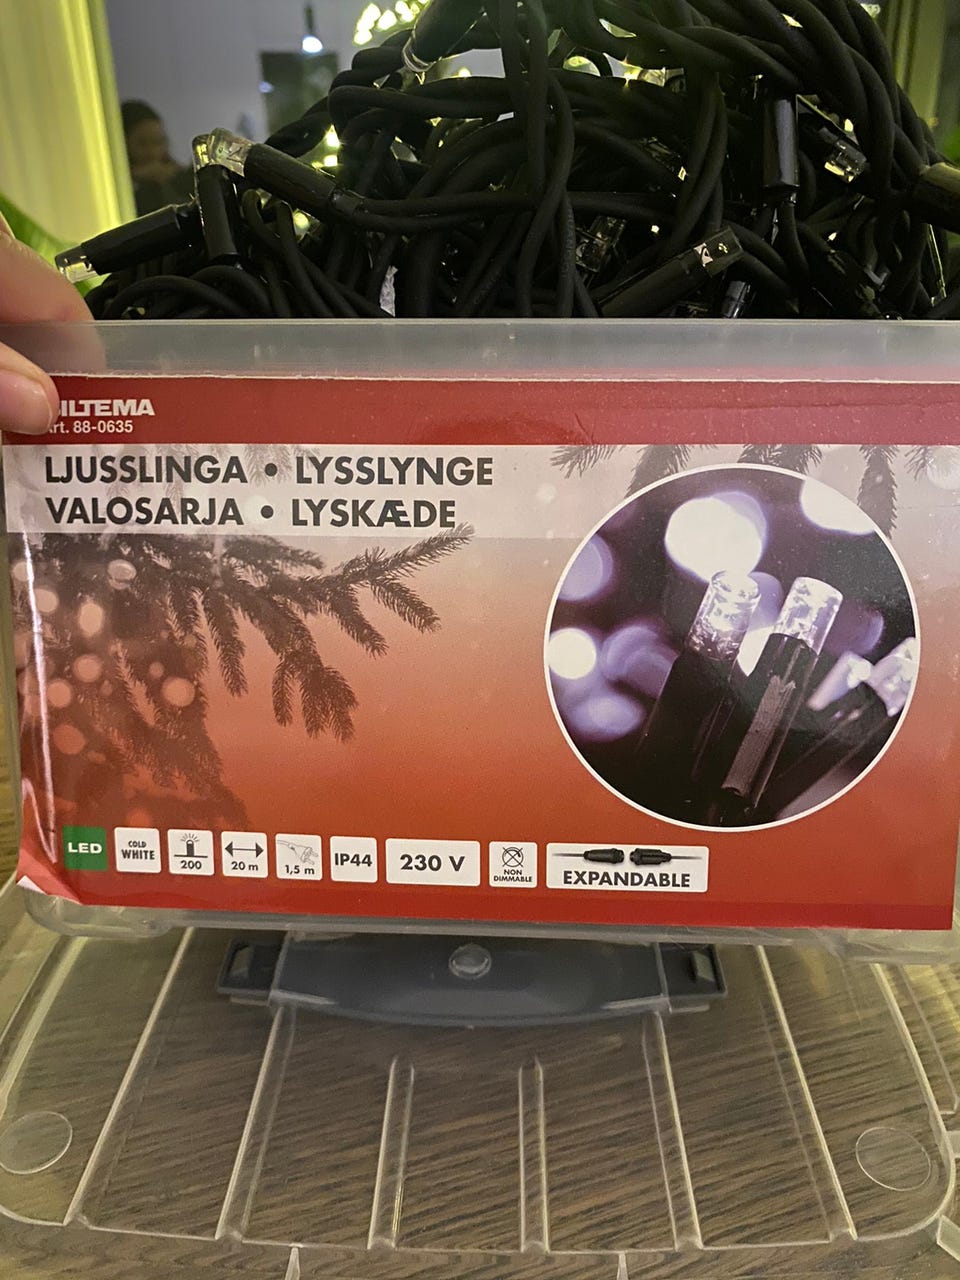 BILTEMA
Art. 88-0635
LJUSSLINGA • LYSSLYNGE
VALOSARJA • LYSKÆDE
LED
COLD
WHITE
200
20 m
1,5 m
IP44
230 V
NON
DIMMABLE
EXPANDABLE